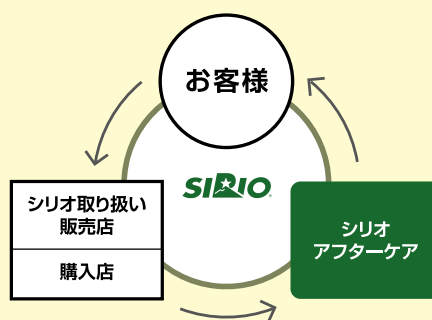 お客様
SIRIO
シリオ取り扱い
販売店
購入店
シリオ
アフターケア